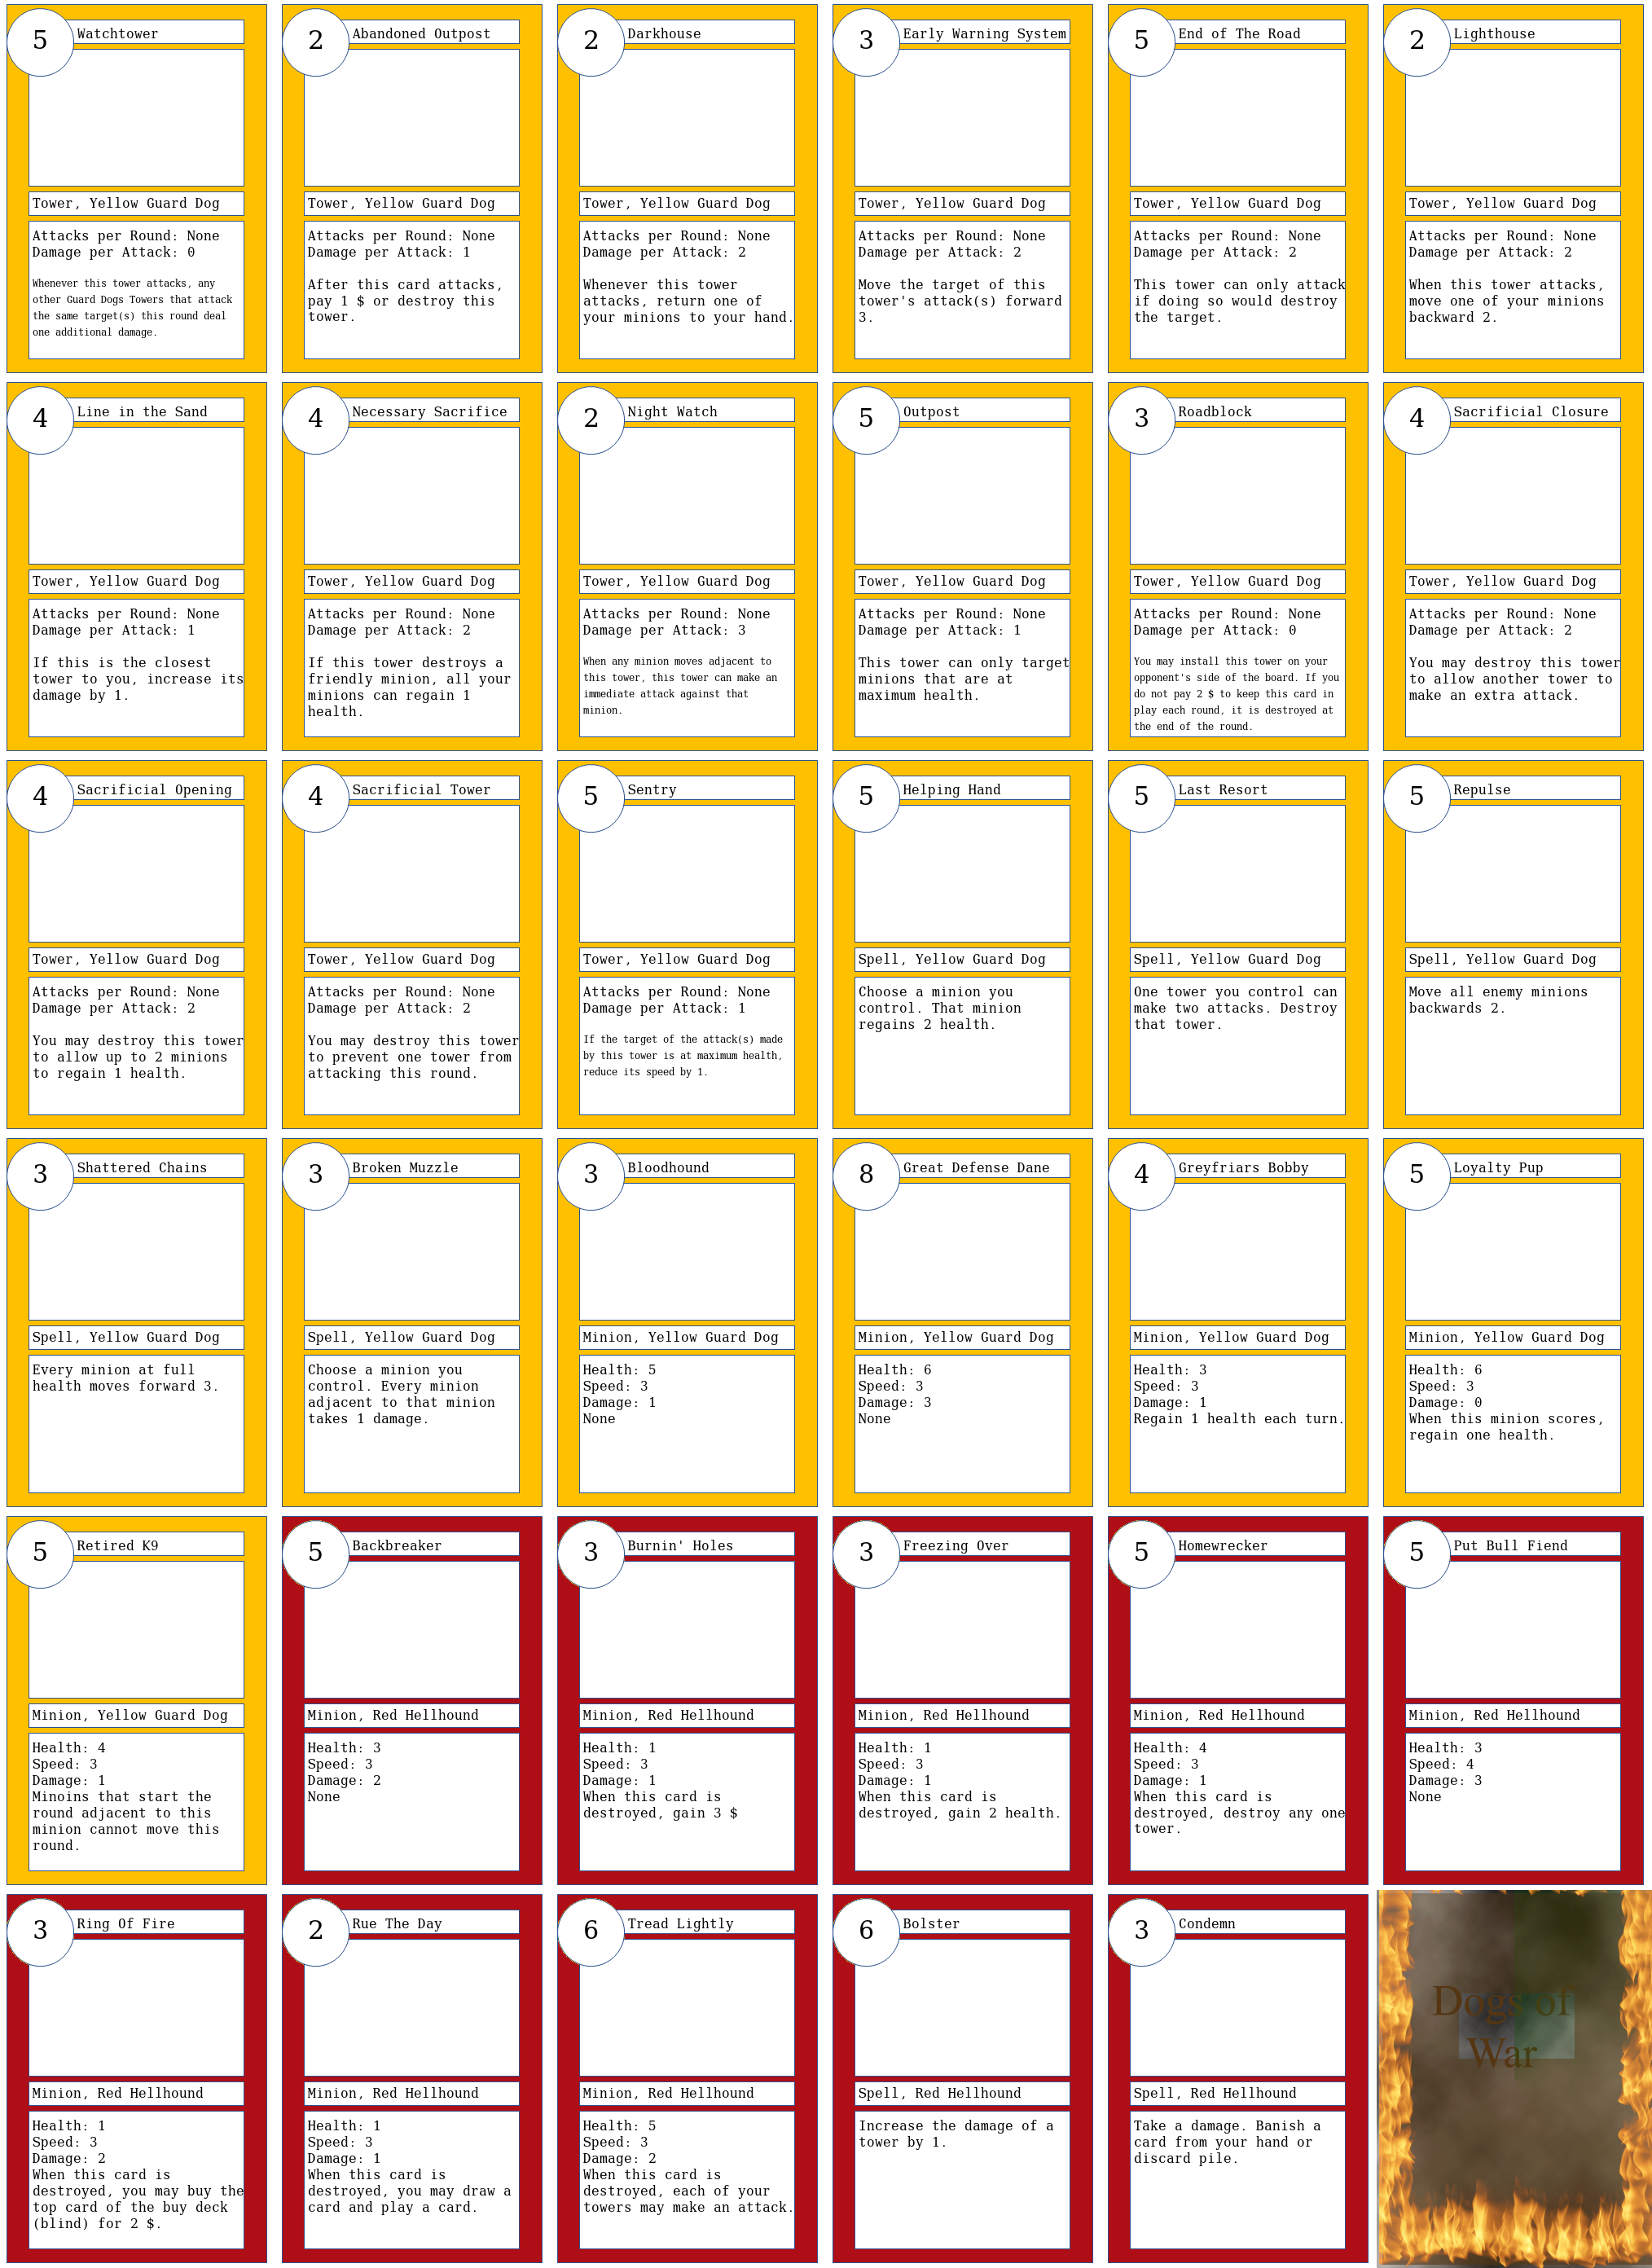 5
Watchtower
Tower, Yellow Guard Dog
Attacks per Round: None
Damage per Attack: 0
Whenever this tower attacks, any
other Guard Dogs Towers that attack
the same target(s) this round deal
one additional damage.
2
Abandoned Outpost
Tower, Yellow Guard Dog
Attacks per Round: None
Damage per Attack: 1
After this card attacks,
pay 1 $ or destroy this
tower.
2
Darkhouse
Tower, Yellow Guard Dog
Attacks per Round: None
Damage per Attack: 2
Whenever this tower
attacks, return one of
your minions to your hand.
3
Early Warning System
Tower, Yellow Guard Dog
Attacks per Round: None
Damage per Attack: 2
Move the target of this
tower's attack(s) forward
3.
5
End of The Road
Tower, Yellow Guard Dog
Attacks per Round: None
Damage per Attack: 2
This tower can only attack
if doing so would destroy
the target.
2
Lighthouse
Tower, Yellow Guard Dog
Attacks per Round: None
Damage per Attack: 2
When this tower attacks,
move one of your minions
backward 2.
4
Line in the Sand
Tower, Yellow Guard Dog
Attacks per Round: None
Damage per Attack: 1
If this is the closest
tower to you, increase its
damage by 1.
4
Necessary Sacrifice
Tower, Yellow Guard Dog
Attacks per Round: None
Damage per Attack: 2
If this tower destroys a
friendly minion, all your
minions can regain 1
health.
2
Night Watch
Tower, Yellow Guard Dog
Attacks per Round: None
Damage per Attack: 3
When any minion moves adjacent to
this tower, this tower can make an
immediate attack against that
minion.
5
Outpost
Tower, Yellow Guard Dog
Attacks per Round: None
Damage per Attack: 1
This tower can only target
minions that are at
maximum health.
3
Roadblock
Tower, Yellow Guard Dog
Attacks per Round: None
Damage per Attack: 0
You may install this tower on your
opponent's side of the board. If you
do not pay 2 $ to keep this card in
play each round, it is destroyed at
the end of the round.
4
Sacrificial Closure
Tower, Yellow Guard Dog
Attacks per Round: None
Damage per Attack: 2
You may destroy this tower
to allow another tower to
make an extra attack.
4
Sacrificial Opening
Tower, Yellow Guard Dog
Attacks per Round: None
Damage per Attack: 2
You may destroy this tower
to allow up to 2 minions
to regain 1 health.
4
Sacrificial Tower
Tower, Yellow Guard Dog
Attacks per Round: None
Damage per Attack: 2
You may destroy this tower
to prevent one tower from
attacking this round.
5
Sentry
Tower, Yellow Guard Dog
Attacks per Round: None
Damage per Attack: 1
If the target of the attack(s) made
by this tower is at maximum health,
reduce its speed by 1.
5
Helping Hand
Spell, Yellow Guard Dog
Choose a minion you
control. That minion
regains 2 health.
5
Last Resort
Spell, Yellow Guard Dog
One tower you control can
make two attacks. Destroy
that tower.
5
Repulse
Spell, Yellow Guard Dog
Move all enemy minions
backwards 2.
3
Shattered Chains
Spell, Yellow Guard Dog
Every minion at full
health moves forward 3.
3
Broken Muzzle
Spell, Yellow Guard Dog
Choose a minion you
control. Every minion
adjacent to that minion
takes 1 damage.
3
Bloodhound
Minion, Yellow Guard Dog
Health: 5
Speed: 3
Damage: 1
None
8
Great Defense Dane
Minion, Yellow Guard Dog
Health: 6
Speed: 3
Damage: 3
None
4
Greyfriars Bobby
Minion, Yellow Guard Dog
Health: 3
Speed: 3
Damage: 1
Regain 1 health each turn.
5
Loyalty Pup
Minion, Yellow Guard Dog
Health: 6
Speed: 3
Damage: 0
When this minion scores,
regain one health.
5
Retired K9
Minion, Yellow Guard Dog
Health: 4
Speed: 3
Damage: 1
Minoins that start the
round adjacent to this
minion cannot move this
round.
5
Backbreaker
Minion, Red Hellhound
Health: 3
Speed: 3
Damage: 2
None
3
Burnin' Holes
Minion, Red Hellhound
Health: 1
Speed: 3
Damage: 1
When this card is
destroyed, gain 3 $
3
Freezing Over
Minion, Red Hellhound
Health: 1
Speed: 3
Damage: 1
When this card is
destroyed, gain 2 health.
5
Homewrecker
Minion, Red Hellhound
Health: 4
Speed: 3
Damage: 1
When this card is
destroyed, destroy any one
tower.
5
Put Bull Fiend
Minion, Red Hellhound
Health: 3
Speed: 4
Damage: 3
None
3
Ring Of Fire
Minion, Red Hellhound
Health: 1
Speed: 3
Damage: 2
When this card is
destroyed, you may buy the
top card of the buy deck
(blind) for 2 $.
2
Rue The Day
Minion, Red Hellhound
Health: 1
Speed: 3
Damage: 1
When this card is
destroyed, you may draw a
card and play a card.
6
Tread Lightly
Minion, Red Hellhound
Health: 5
Speed: 3
Damage: 2
When this card is
destroyed, each of your
towers may make an attack.
6
Bolster
Spell, Red Hellhound
Increase the damage of a
tower by 1.
3
Condemn
Spell, Red Hellhound
Take a damage. Banish a
card from your hand or
discard pile.
Dogs of
War